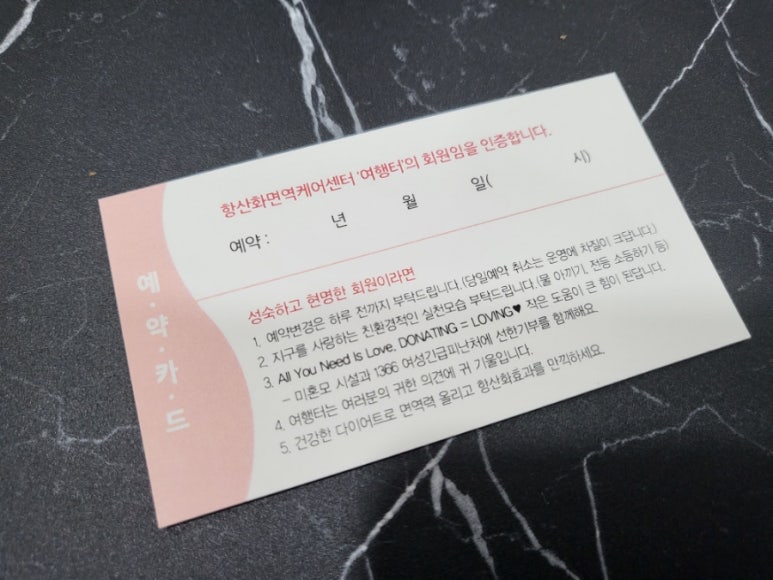 예·약·카·드
항산화면역케어센터 '여행터'의 회원임을 인증합니다.
예약 : 년 월 일( 시)
성숙하고 현명한 회원이라면
1. 예약변경은 하루 전까지 부탁드립니다.(당일예약 취소는 운영에 차질이 크답니다.)
2. 지구를 사랑하는 친환경적인 실천모습 부탁드립니다.(물 아끼기, 전등 소등하기 등)
3. All You Need Is Love. DONATING = LOVING♥ 작은 도움이 큰 힘이 된답니다.
- 미혼모 시설과 1366 여성긴급피난처에 선한기부를 함께해요
4. 여행터는 여러분의 귀한 의견에 귀 기울입니다.
5. 건강한 다이어트로 면역력 올리고 항산화효과를 만끽하세요.